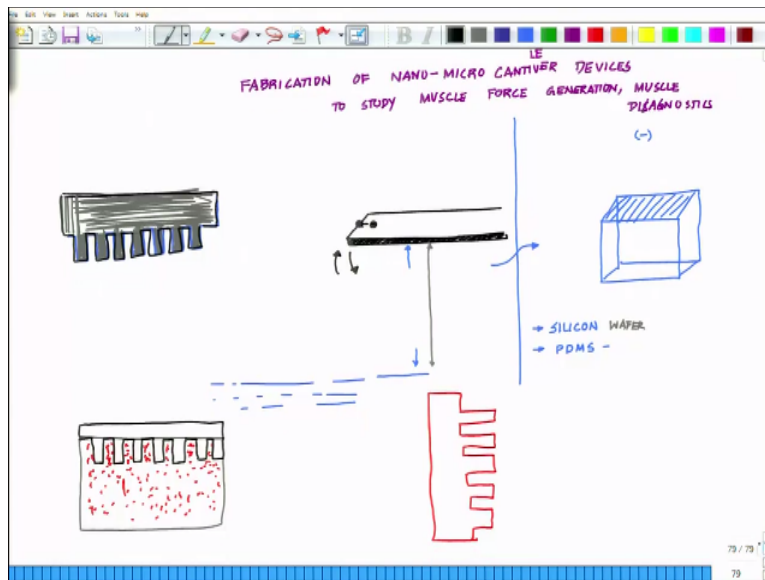 File Edit View Insert Actions Tools Help
B I
LE
FABRICATION OF NANO-MICRO CANTIVER DEVICES
TO STUDY MUSCLE FORCE GENERATION, MUSCLE
DIAGNOSTICS
(-)
→ SILICON WAFER
→ PDMS -
79 / 79
79